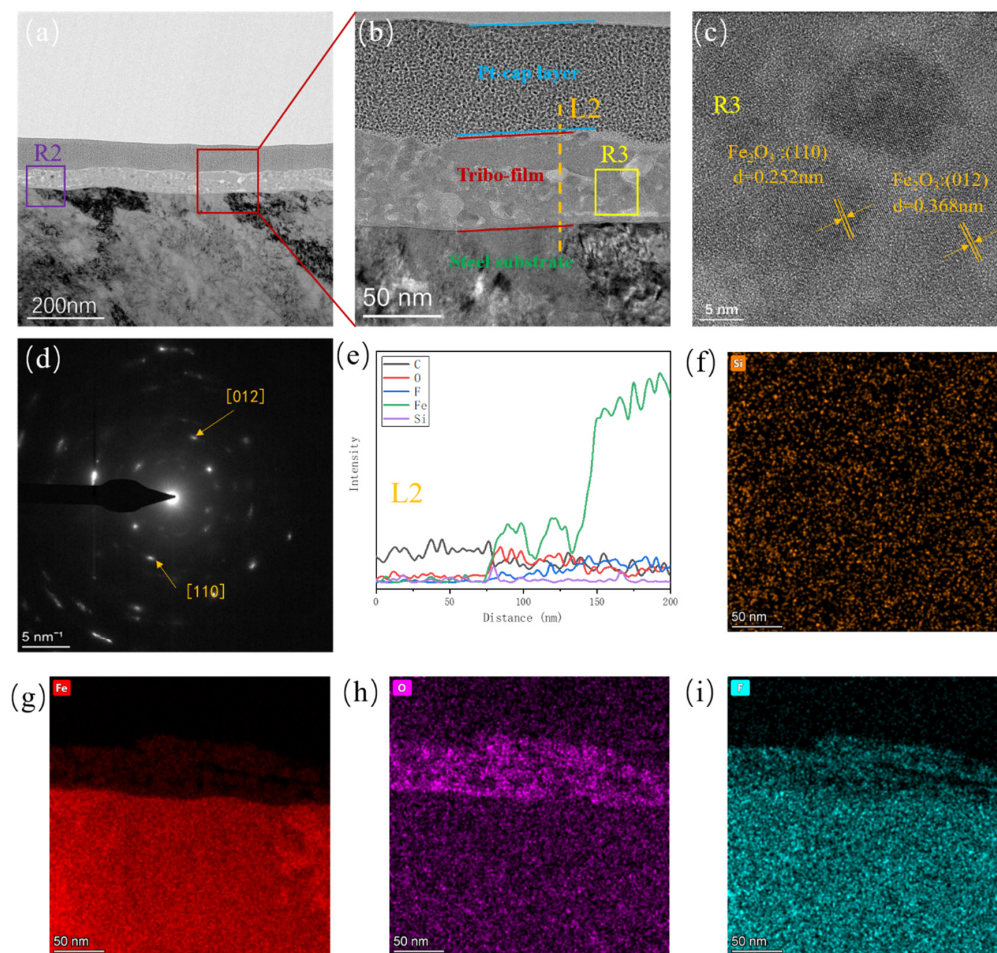 (a)
R2
200nm
(b)
Pt-cap layer
L2
Tribo-film
R3
Steel substrate
50 nm
(c)
R3
Fe₂O₃ :(110)
d=0.252nm
Fe₂O₃:(012)
d=0.368nm
5 nm
(d)
[012]
[110]
5 nm⁻¹
(e)
C
O
F
Fe
Si
Intensity
L2
0 50 100 150 200
Distance (nm)
(f)
Si
50 nm
(g)
Fe
50 nm
(h)
O
50 nm
(i)
F
50 nm